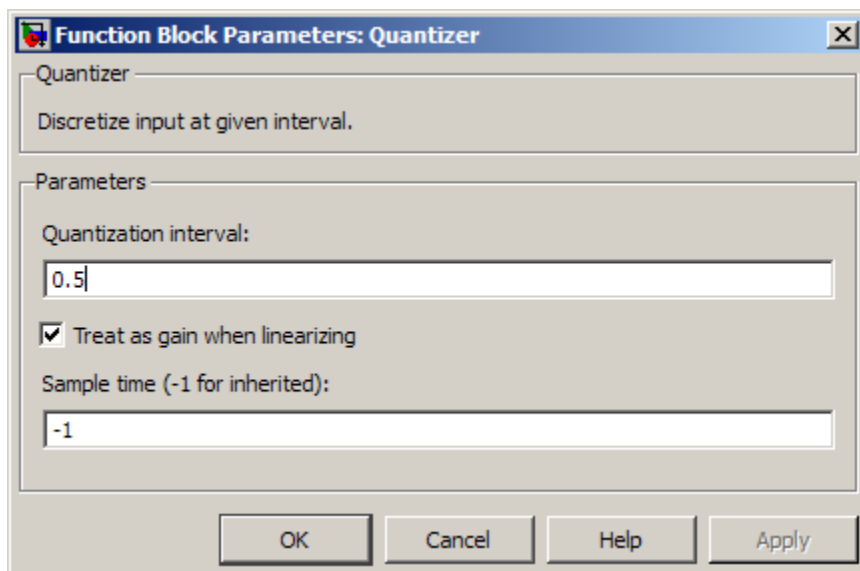 Function Block Parameters: Quantizer
Quantizer
Discretize input at given interval.
Parameters
Quantization interval:
0.5
Treat as gain when linearizing
Sample time (-1 for inherited):
-1
OK Cancel Help Apply